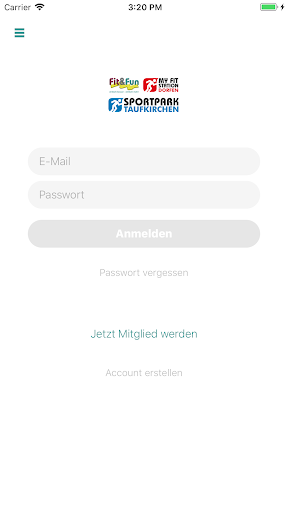 Carrier
3:20 PM
Fit&Fun
MY FIT
STATION
DORFEN
SPORTPARK
TAUFKIRCHEN
E-Mail
Passwort
Anmelden
Passwort vergessen
Jetzt Mitglied werden
Account erstellen